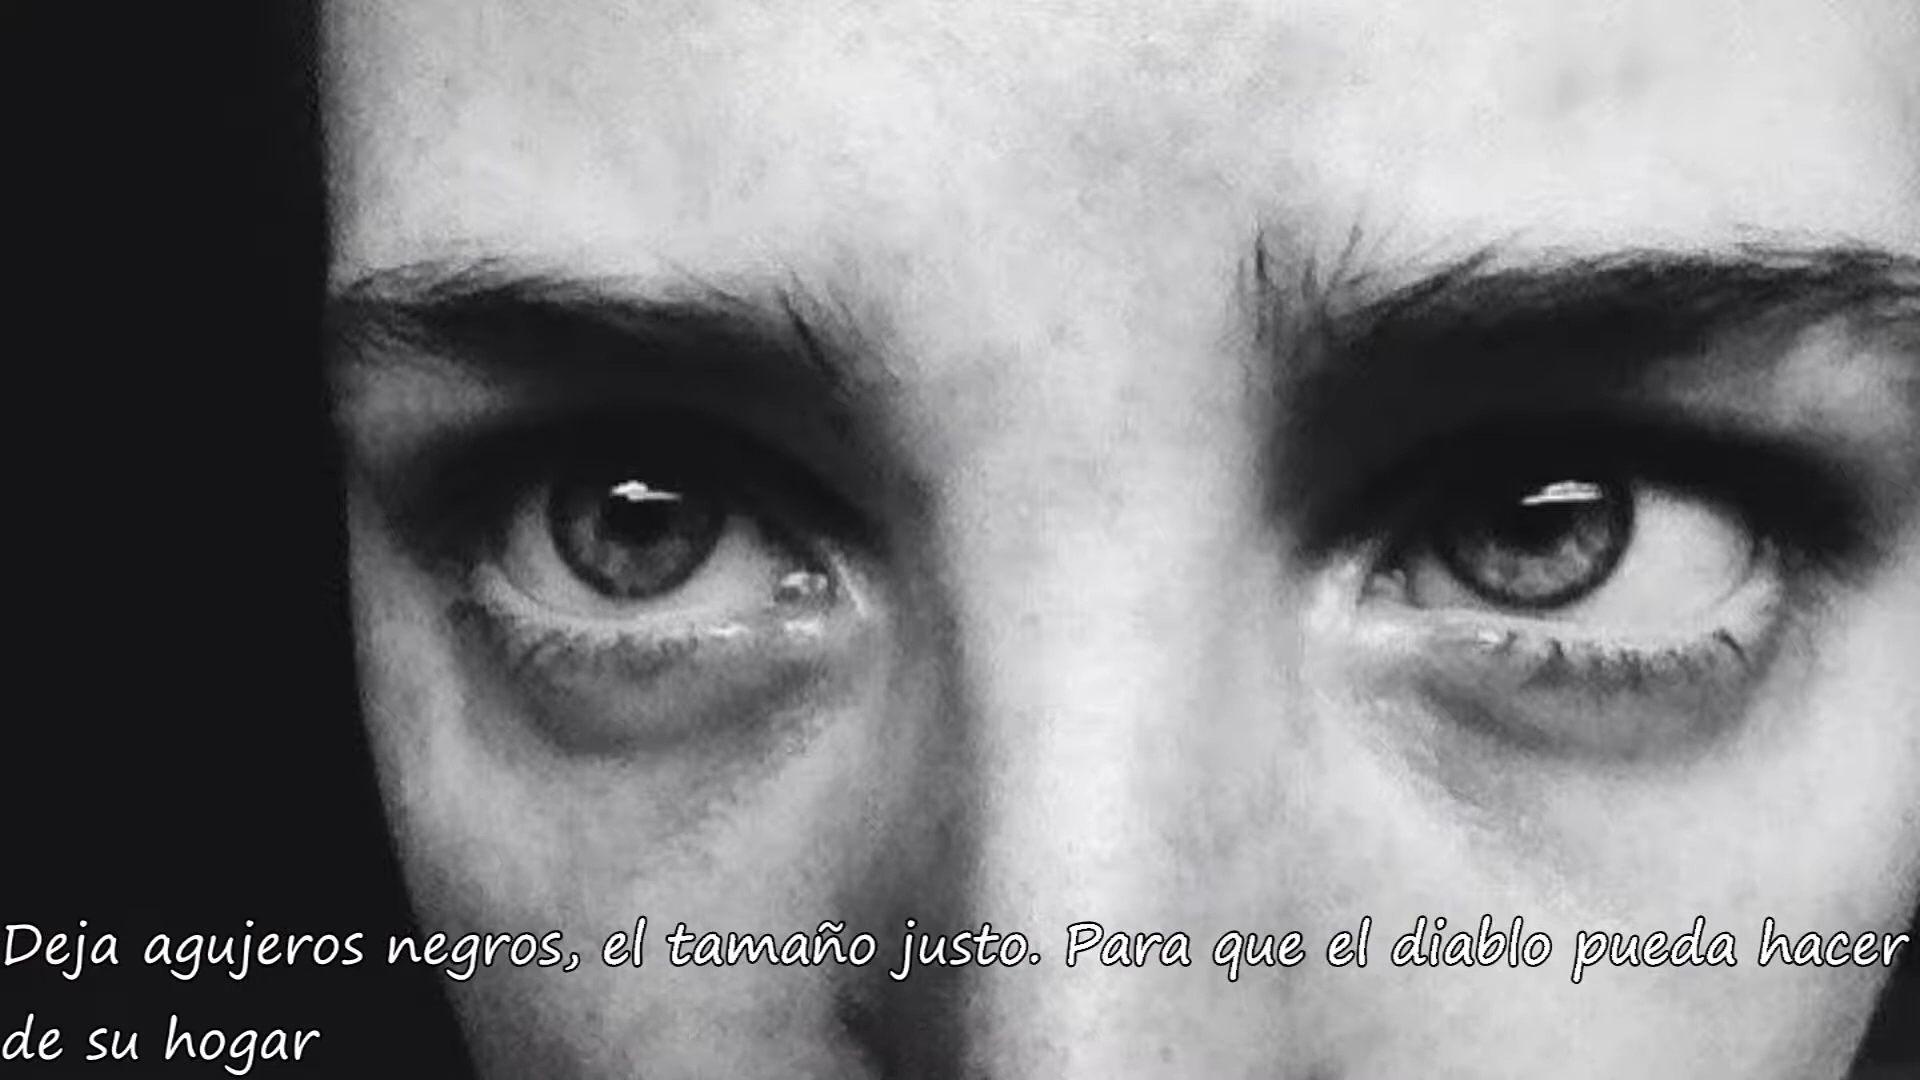 Deja agujeros negros, el tamaño justo. Para que el diablo pueda hacer
de su hogar